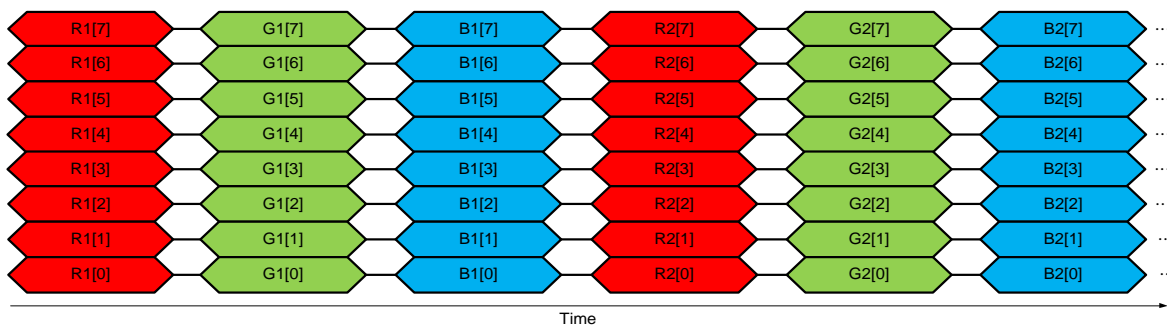 R1[7] G1[7] B1[7] R2[7] G2[7] B2[7] ..
R1[6] G1[6] B1[6] R2[6] G2[6] B2[6] ..
R1[5] G1[5] B1[5] R2[5] G2[5] B2[5] ...
R1[4] G1[4] B1[4] R2[4] G2[4] B2[4] ...
R1[3] G1[3] B1[3] R2[3] G2[3] B2[3] ...
R1[2] G1[2] B1[2] R2[2] G2[2] B2[2] ...
R1[1] G1[1] B1[1] R2[1] G2[1] B2[1] ..
R1[0] G1[0] B1[0] R2[0] G2[0] B2[0] ...
Time